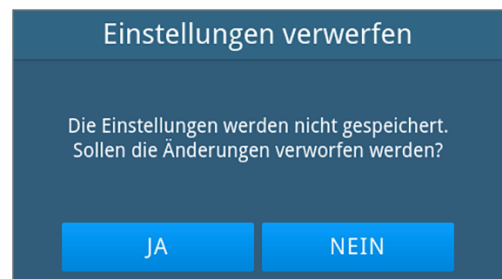 Einstellungen verwerfen
Die Einstellungen werden nicht gespeichert.
Sollen die Änderungen verworfen werden?
JA
NEIN